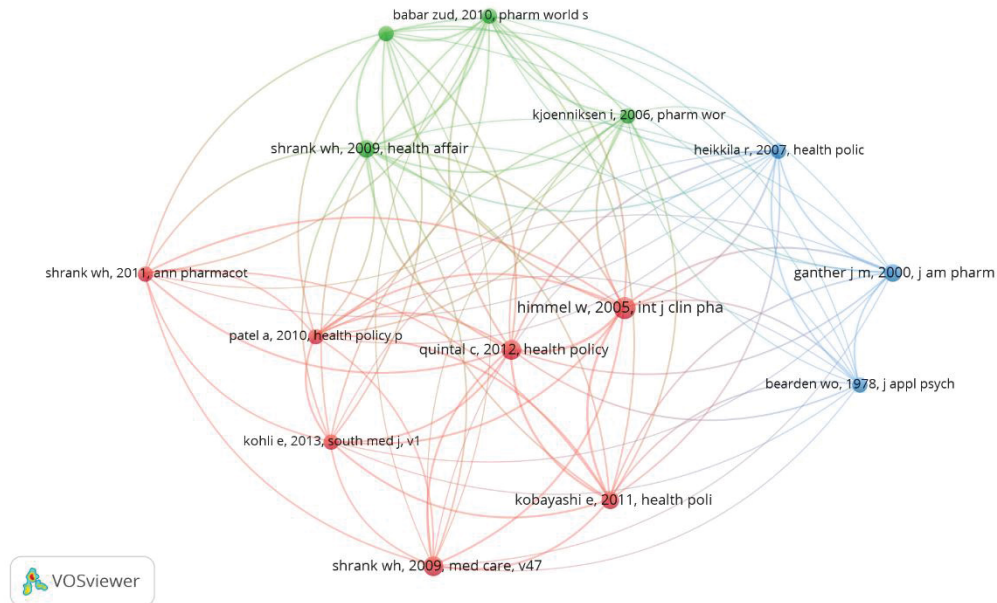 babar zud, 2010, pharm world s
kjoenniksen i, 2006, pharm wor
shrank wh, 2009, health affair
heikkila r, 2007, health polic
shrank wh, 2011, ann pharmacot
ganther j m, 2000, j am pharm
himmel w, 2005, int j clin pha
patel a, 2010, health policy p
quintal c, 2012, health policy
bearden wo, 1978, j appl psych
kohli e, 2013, south med j, v1
kobayashi e, 2011, health poli
shrank wh, 2009, med care, v47
VOSviewer